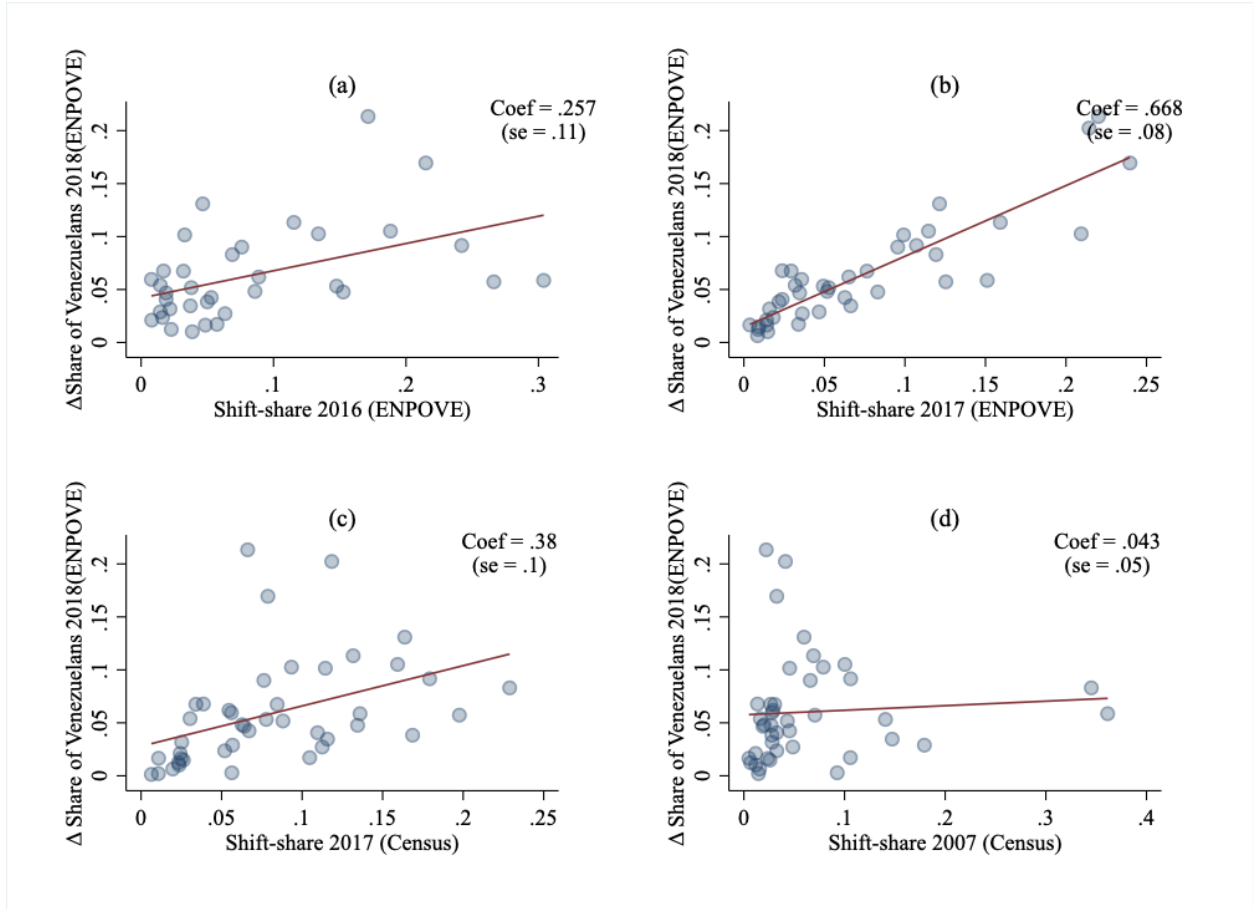 (a)
Coef = .257
(se = .11)
ΔShare of Venezuelans 2018(ENPOVE)
.2
.15
.1
.05
0
0 .1 .2 .3
Shift-share 2016 (ENPOVE)
(b)
Coef = .668
(se = .08)
Δ Share of Venezuelans 2018(ENPOVE)
.2
.15
.1
.05
0
0 .05 .1 .15 .2 .25
Shift-share 2017 (ENPOVE)
(c)
Coef = .38
(se = .1)
Δ Share of Venezuelans 2018(ENPOVE)
.2
.15
.1
.05
0
0 .05 .1 .15 .2 .25
Shift-share 2017 (Census)
(d)
Coef = .043
(se = .05)
Δ Share of Venezuelans 2018(ENPOVE)
.2
.15
.1
.05
0
0 .1 .2 .3 .4
Shift-share 2007 (Census)